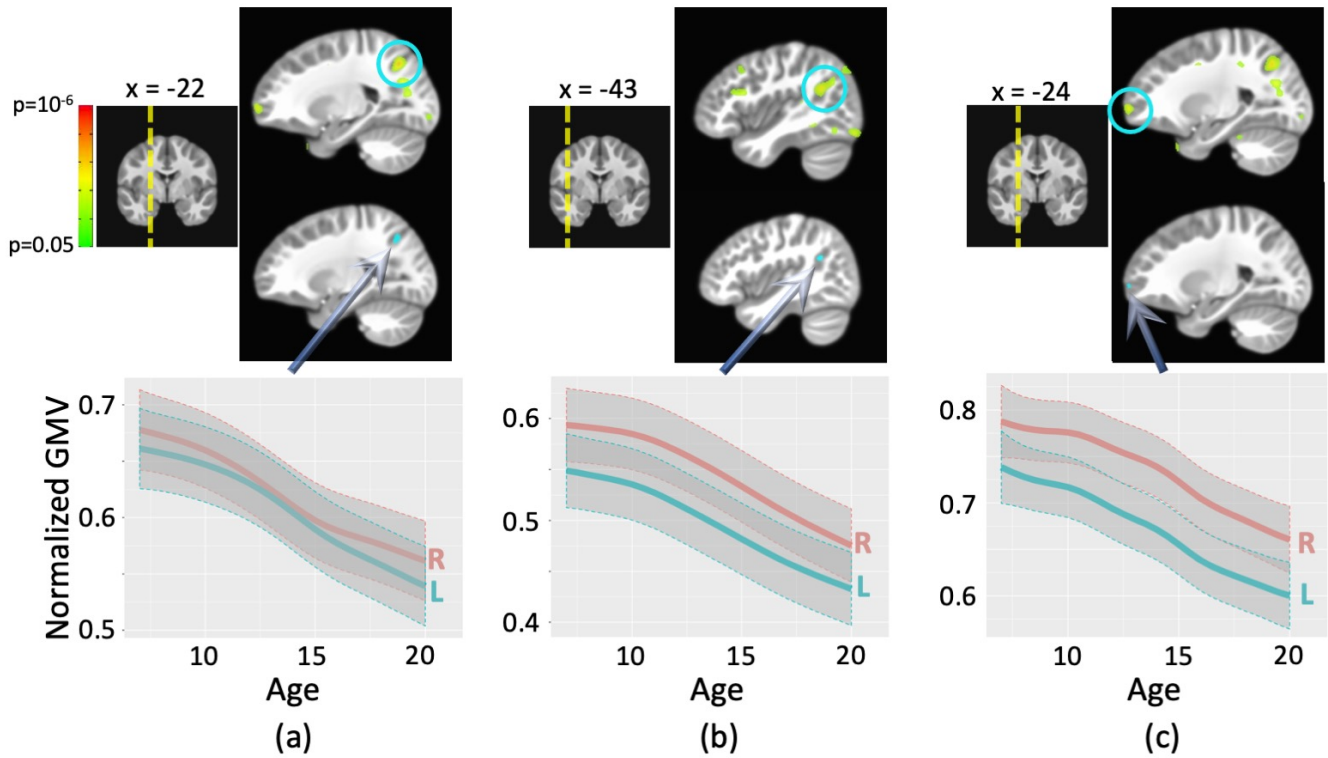 x = -22
x = -43
x = -24
p=10-6
p=0.05
Normalized GMV
0.7
0.6
0.5
R
L
10
15
20
Age
(a)
0.6
0.5
0.4
R
L
10
15
20
Age
(b)
0.8
0.7
0.6
R
L
10
15
20
Age
(c)